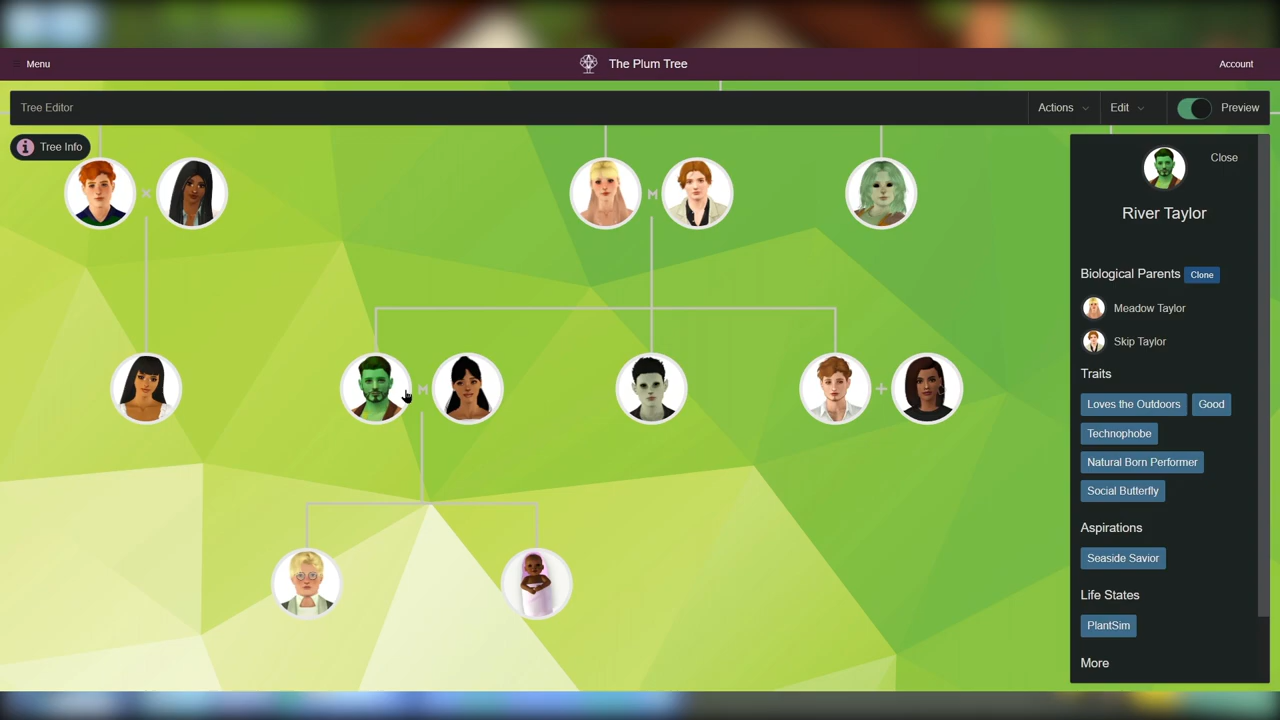 Menu
The Plum Tree
Account
Tree Editor
Actions
Edit
Preview
Tree Info
Close
River Taylor
Biological Parents Clone
Meadow Taylor
Skip Taylor
Traits
Loves the Outdoors Good
Technophobe
Natural Born Performer
Social Butterfly
Aspirations
Seaside Savior
Life States
PlantSim
More
M
M